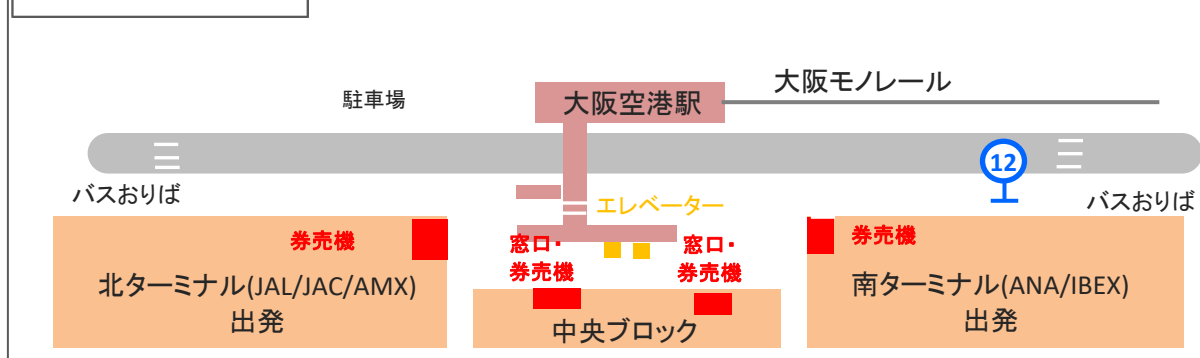 大阪モノレール
駐車場
大阪空港駅
12
バスおりば
バスおりば
エレベーター
券売機
窓口・
券売機
窓口・
券売機
券売機
北ターミナル(JAL/JAC/AMX)
出発
中央ブロック
南ターミナル(ANA/IBEX)
出発